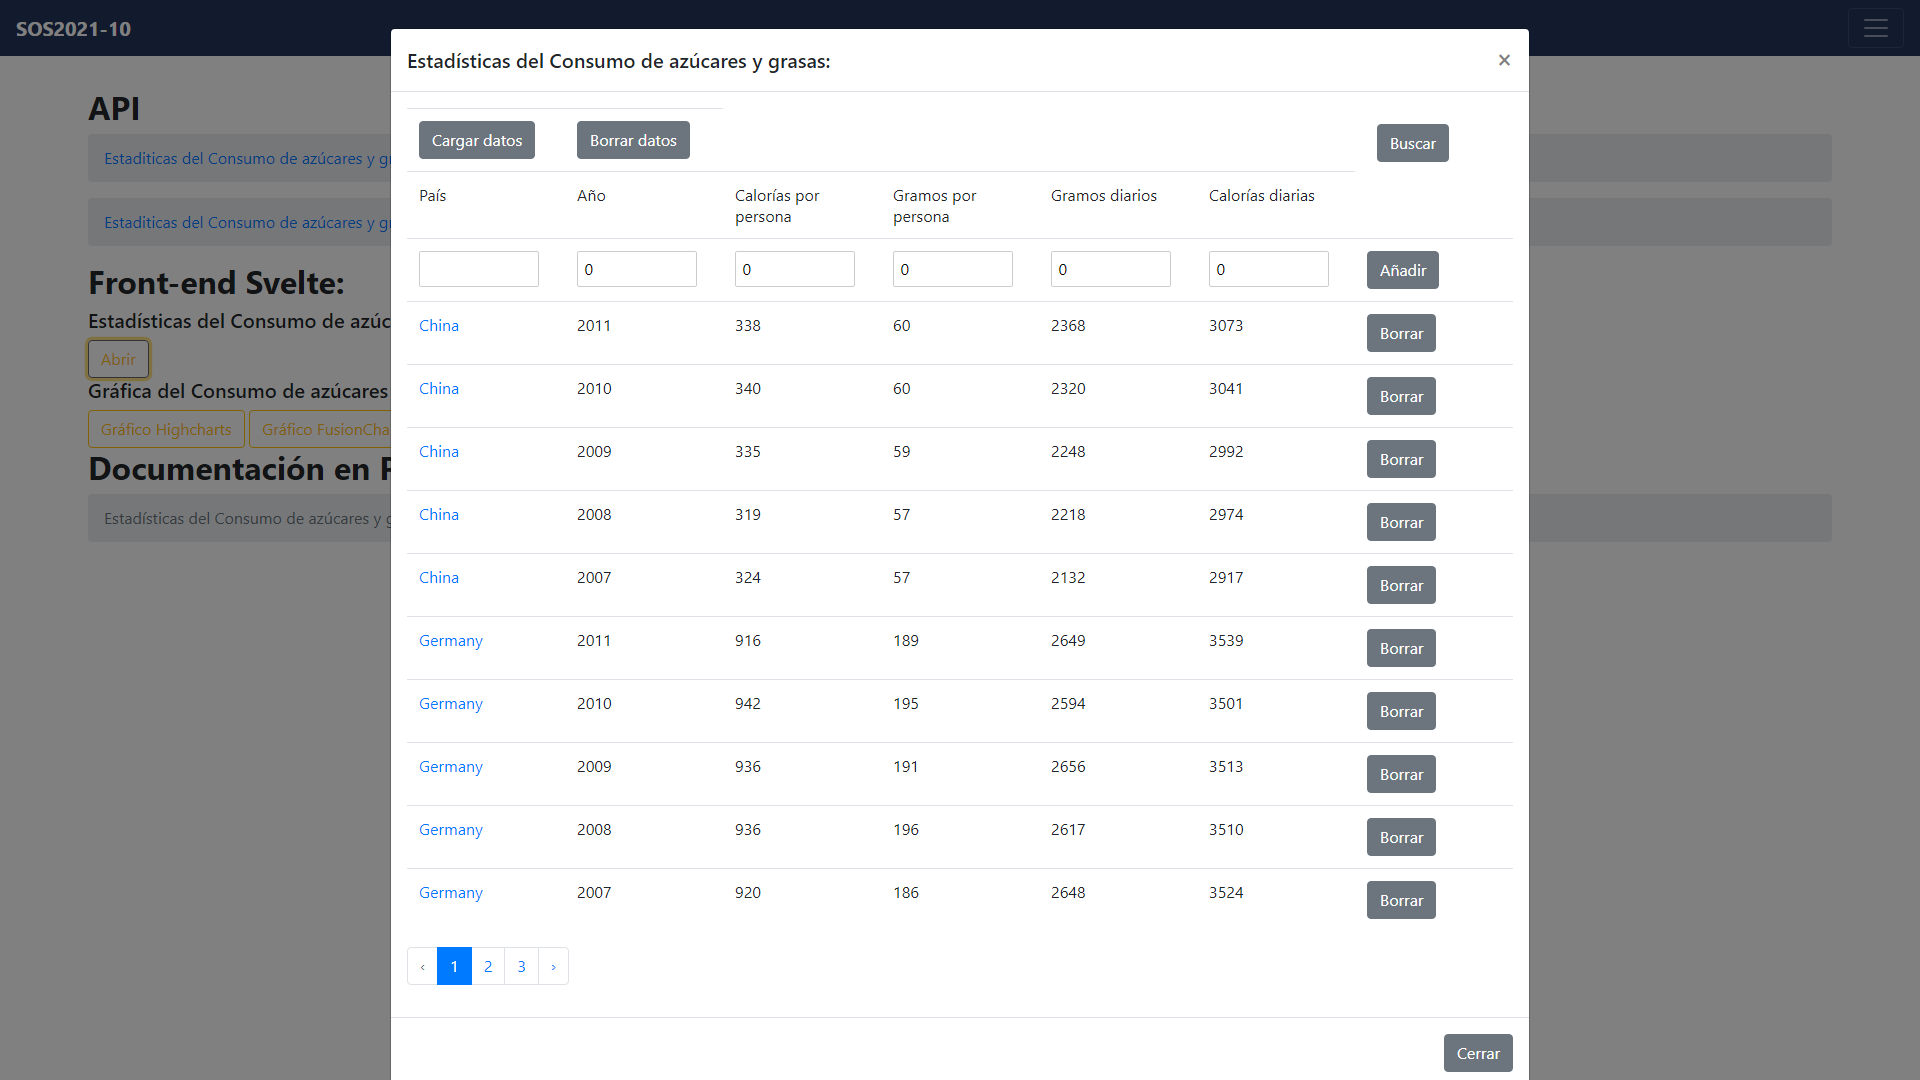 SOS2021-10
Estadísticas del Consumo de azúcares y grasas:
×
API
Cargar datos Borrar datos Buscar
Estadíticas del Consumo de azúcares y
País Año Calorías por persona Gramos por persona Gramos diarios Calorías diarias
Estadíticas del Consumo de azúcares y
0 0 0 0 0 Añadir
Front-end Svelte:
Estadísticas del Consumo de
China 2011 338 60 2368 3073 Borrar
Abrir
China 2010 340 60 2320 3041 Borrar
Gráfica del Consumo de azúcares
Gráfico Highcharts Gráfico
China 2009 335 59 2248 2992 Borrar
Documentación en
China 2008 319 57 2218 2974 Borrar
Estadísticas del Consumo de azúcares y
China 2007 324 57 2132 2917 Borrar
Germany 2011 916 189 2649 3539 Borrar
Germany 2010 942 195 2594 3501 Borrar
Germany 2009 936 191 2656 3513 Borrar
Germany 2008 936 196 2617 3510 Borrar
Germany 2007 920 186 2648 3524 Borrar
‹ 1 2 3 ›
Cerrar